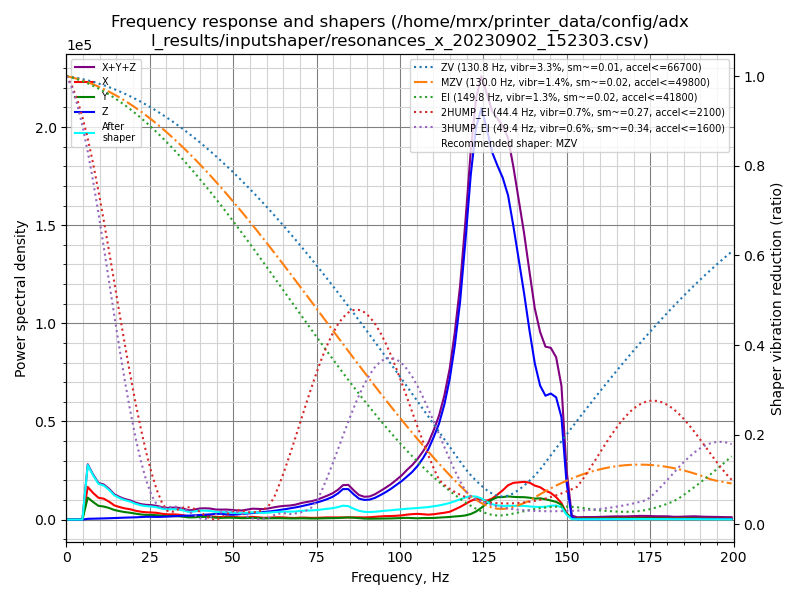 Frequency response and shapers (/home/mrx/printer_data/config/adx
l_results/inputshaper/resonances_x_20230902_152303.csv)
1e5
X+Y+Z
X
Y
Z
After
shaper
ZV (130.8 Hz, vibr=3.3%, sm~=0.01, accel<=66700)
MZV (130.0 Hz, vibr=1.4%, sm~=0.02, accel<=49800)
EI (149.8 Hz, vibr=1.3%, sm~=0.02, accel<=41800)
2HUMP_EI (44.4 Hz, vibr=0.7%, sm~=0.27, accel<=2100)
3HUMP_EI (49.4 Hz, vibr=0.6%, sm~=0.34, accel<=1600)
Recommended shaper: MZV
Power spectral density
2.0
1.5
1.0
0.5
0.0
1.0
0.8
0.6
0.4
0.2
0.0
Shaper vibration reduction (ratio)
0 25 50 75 100 125 150 175 200
Frequency, Hz